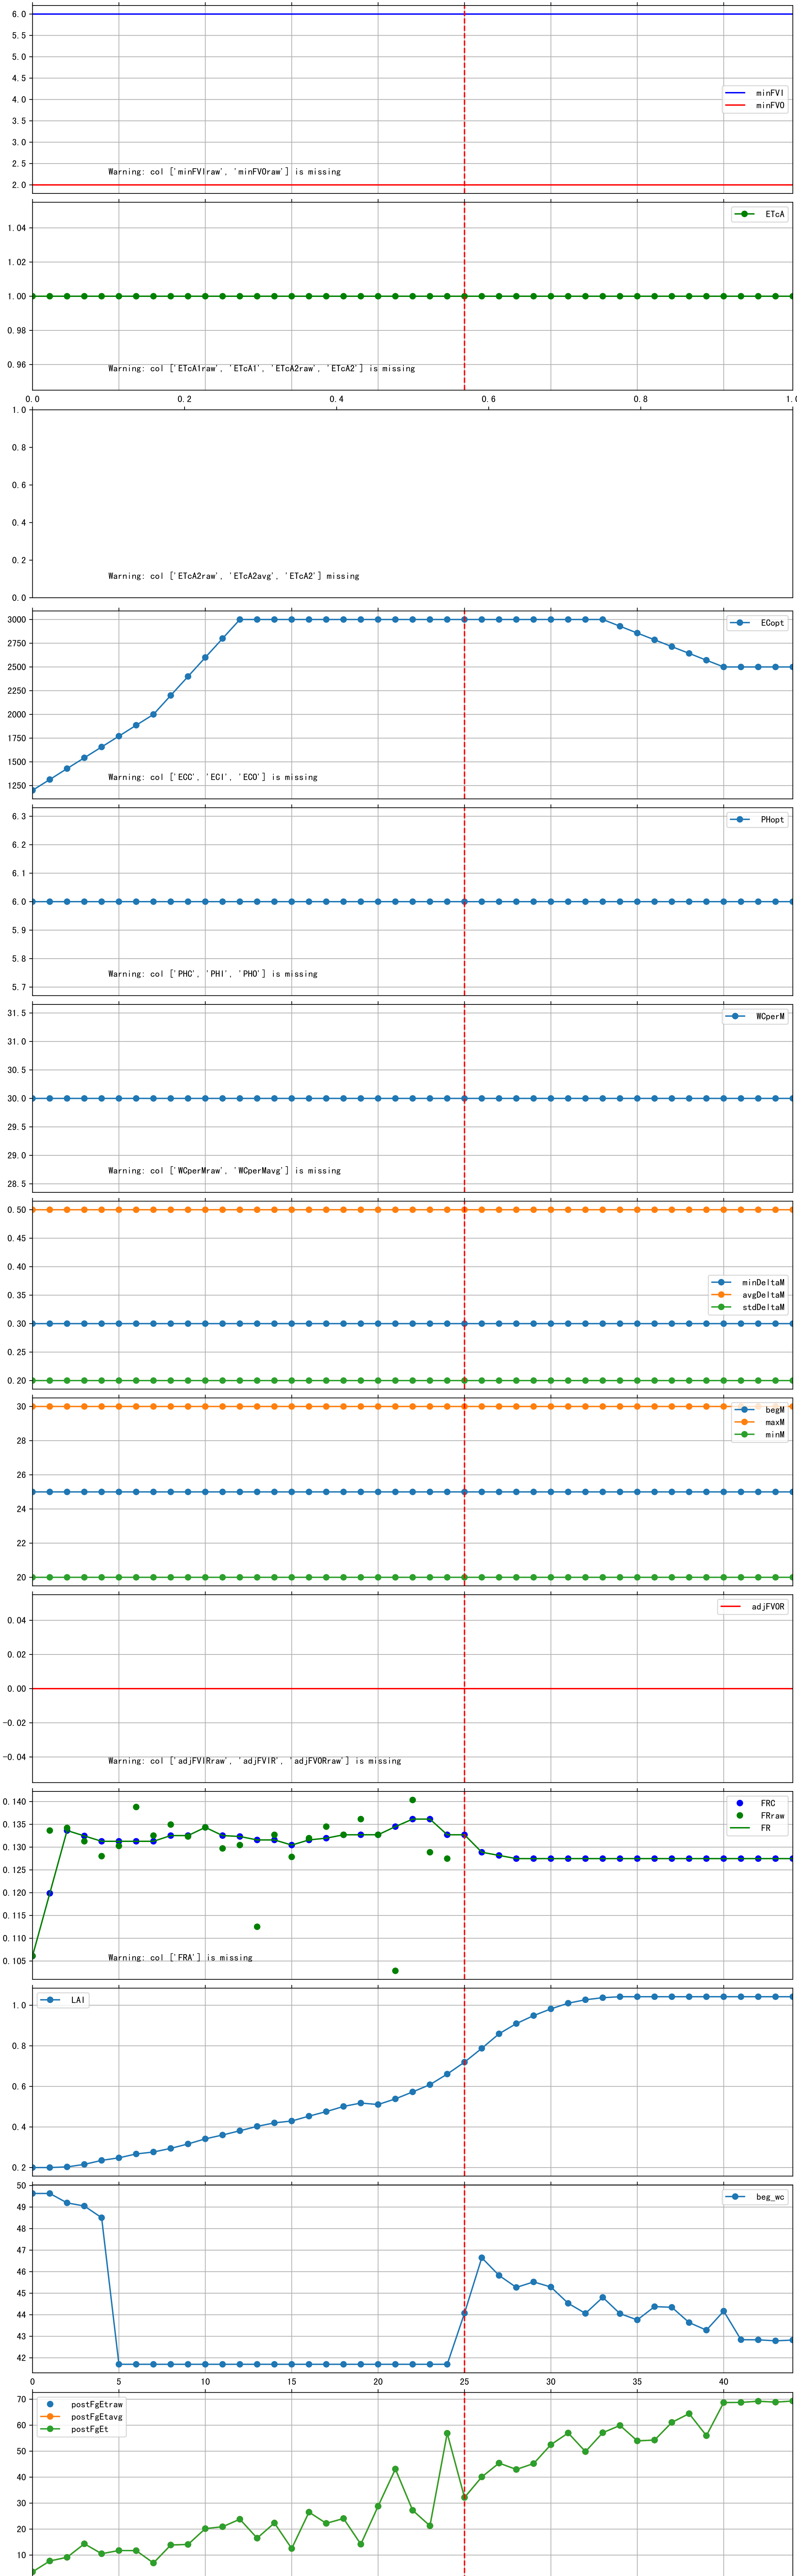 6.0
5.5
5.0
4.5
4.0
3.5
3.0
2.5
2.0
minFVI
minFVO
Warning: col ['minFVIraw', 'minFVOraw'] is missing
1.04
1.02
1.00
0.98
0.96
ETcA
Warning: col ['ETcA1raw', 'ETcA1', 'ETcA2raw', 'ETcA2'] is missing
0.0 0.2 0.4 0.6 0.8 1.0
1.0
0.8
0.6
0.4
0.2
0.0
Warning: col ['ETcA2raw', 'ETcA2avg', 'ETcA2'] missing
3000
2750
2500
2250
2000
1750
1500
1250
ECopt
Warning: col ['ECC', 'ECI', 'ECO'] is missing
6.3
6.2
6.1
6.0
5.9
5.8
5.7
PHopt
Warning: col ['PHC', 'PHI', 'PHO'] is missing
31.5
31.0
30.5
30.0
29.5
29.0
28.5
WCperM
Warning: col ['WCperMraw', 'WCperMavg'] is missing
0.50
0.45
0.40
0.35
0.30
0.25
0.20
minDeltaM
avgDeltaM
stdDeltaM
30
28
26
24
22
20
begM
maxM
minM
0.04
0.02
0.00
-0.02
-0.04
adjFVOR
Warning: col ['adjFVIRraw', 'adjFVIR', 'adjFVORraw'] is missing
0.140
0.135
0.130
0.125
0.120
0.115
0.110
0.105
FRC
FRraw
FR
Warning: col ['FRA'] is missing
1.0
0.8
0.6
0.4
0.2
LAI
50
49
48
47
46
45
44
43
42
beg_wc
0 5 10 15 20 25 30 35 40
70
60
50
40
30
20
10
postFgEtraw
postFgEtavg
postFgEt